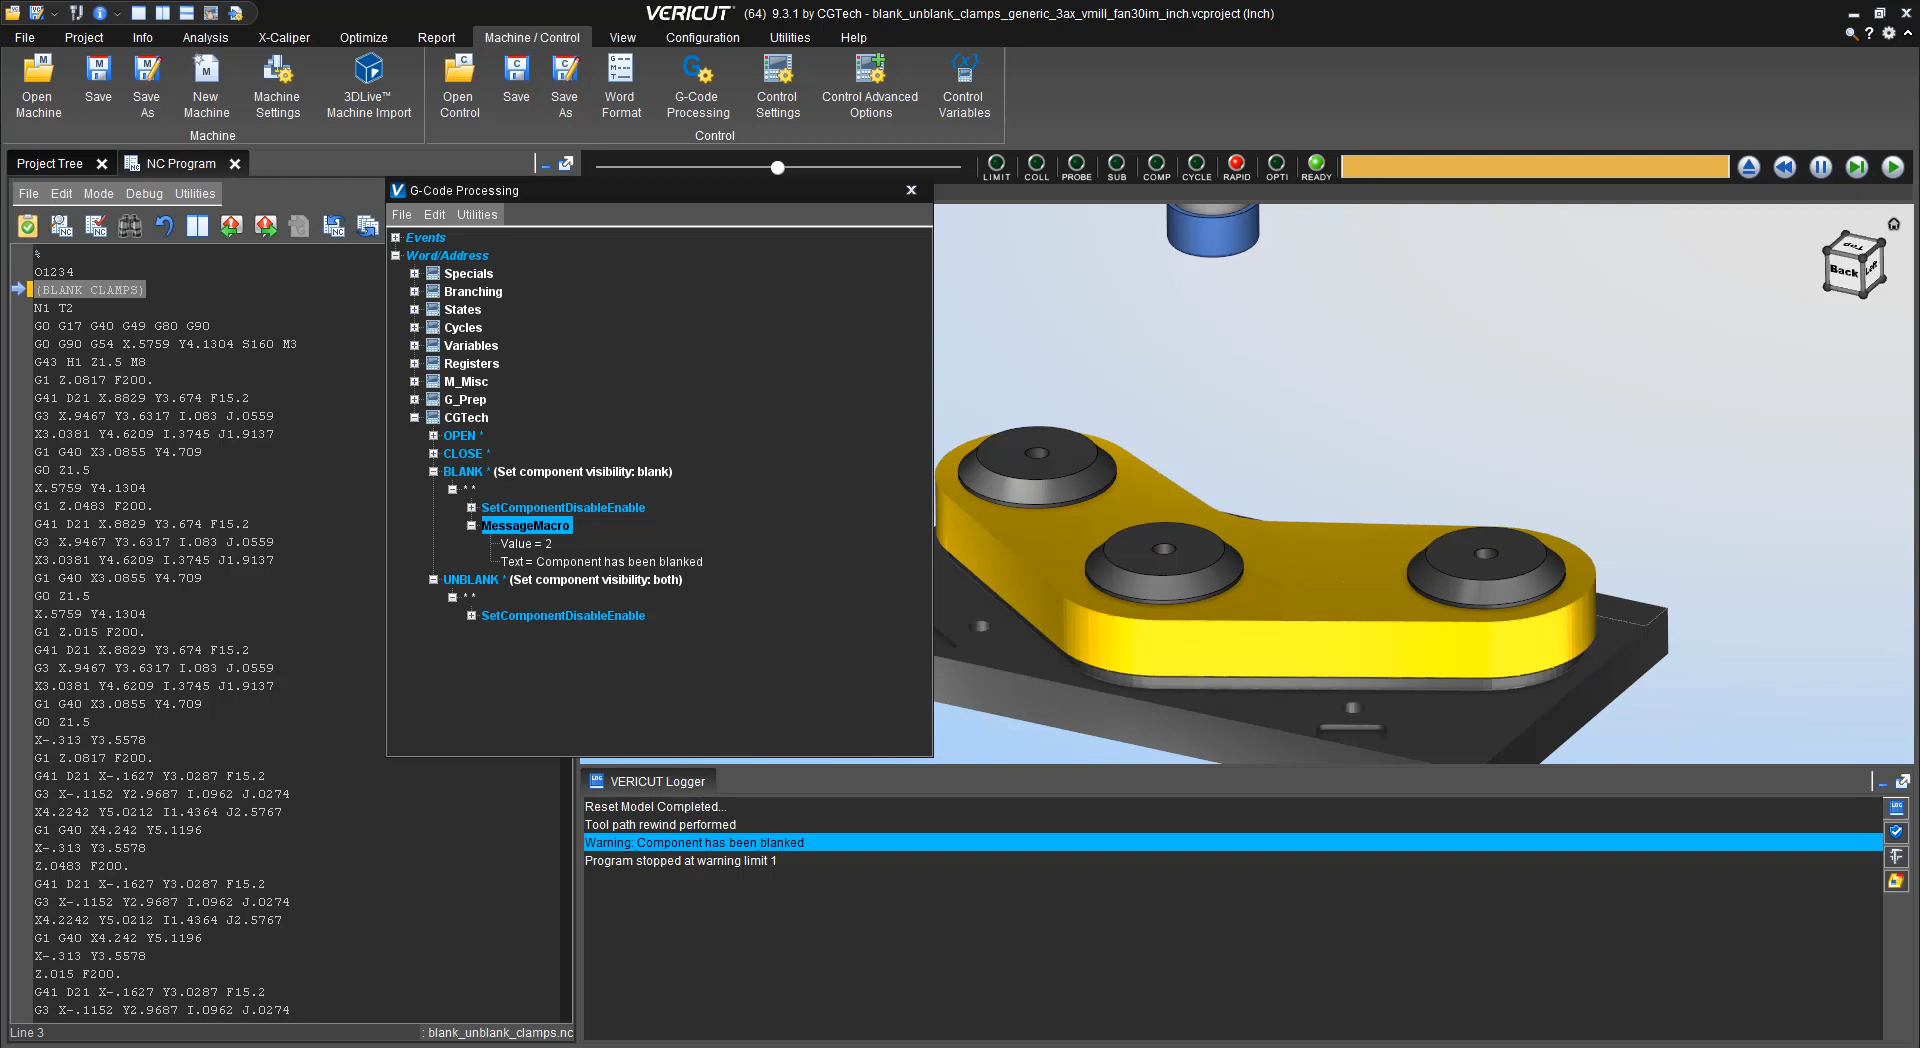 VERICUT (64) 9.3.1 by CGTech - blank_unblank_clamps_generic_3ax_vmill_fan30im_inch.vcproject (Inch)
File Project Info Analysis X-Caliper Optimize Report Machine / Control View Configuration Utilities Help
Open Machine
Save
Save As
New Machine
Machine Settings
3DLive™ Machine Import
Open Control
Save
Save As
Word Format
G-Code Processing
Control Settings
Control Advanced Options
Control Variables
Machine
Control
Project Tree
NC Program
LIMIT COLL PROBE SUB COMP CYCLE RAPID OPTI READY
File Edit Mode Debug Utilities
%
O1234
(BLANK CLAMPS)
N1 T2
G0 G17 G40 G49 G80 G90
G0 G90 G54 X.5759 Y4.1304 S160 M3
G43 H1 Z1.5 M8
G1 Z.0817 F200.
G41 D21 X.8829 Y3.674 F15.2
G3 X.9467 Y3.6317 I.083 J.0559
X3.0381 Y4.6209 I.3745 J1.9137
G1 G40 X3.0855 Y4.709
G0 Z1.5
X.5759 Y4.1304
G1 Z.0483 F200.
G41 D21 X.8829 Y3.674 F15.2
G3 X.9467 Y3.6317 I.083 J.0559
X3.0381 Y4.6209 I.3745 J1.9137
G1 G40 X3.0855 Y4.709
G0 Z1.5
X.5759 Y4.1304
G1 Z.015 F200.
G41 D21 X.8829 Y3.674 F15.2
G3 X.9467 Y3.6317 I.083 J.0559
X3.0381 Y4.6209 I.3745 J1.9137
G1 G40 X3.0855 Y4.709
G0 Z1.5
X-.313 Y3.5578
G1 Z.0817 F200.
G41 D21 X-.1627 Y3.0287 F15.2
G3 X-.1152 Y2.9687 I.0962 J.0274
X4.2242 Y5.0212 I1.4364 J2.5767
G1 G40 X4.242 Y5.1196
X-.313 Y3.5578
Z.0483 F200.
G41 D21 X-.1627 Y3.0287 F15.2
G3 X-.1152 Y2.9687 I.0962 J.0274
X4.2242 Y5.0212 I1.4364 J2.5767
G1 G40 X4.242 Y5.1196
X-.313 Y3.5578
Z.015 F200.
G41 D21 X-.1627 Y3.0287 F15.2
G3 X-.1152 Y2.9687 I.0962 J.0274
Line 3
: blank_unblank_clamps.nc
G-Code Processing
File Edit Utilities
Events
Word/Address
Specials
Branching
States
Cycles
Variables
Registers
M_Misc
G_Prep
CGTech
OPEN *
CLOSE *
BLANK * (Set component visibility: blank)
* *
SetComponentDisableEnable
MessageMacro
Value = 2
Text = Component has been blanked
UNBLANK * (Set component visibility: both)
* *
SetComponentDisableEnable
Top
Back
Left
VERICUT Logger
Reset Model Completed...
Tool path rewind performed
Warning: Component has been blanked
Program stopped at warning limit 1